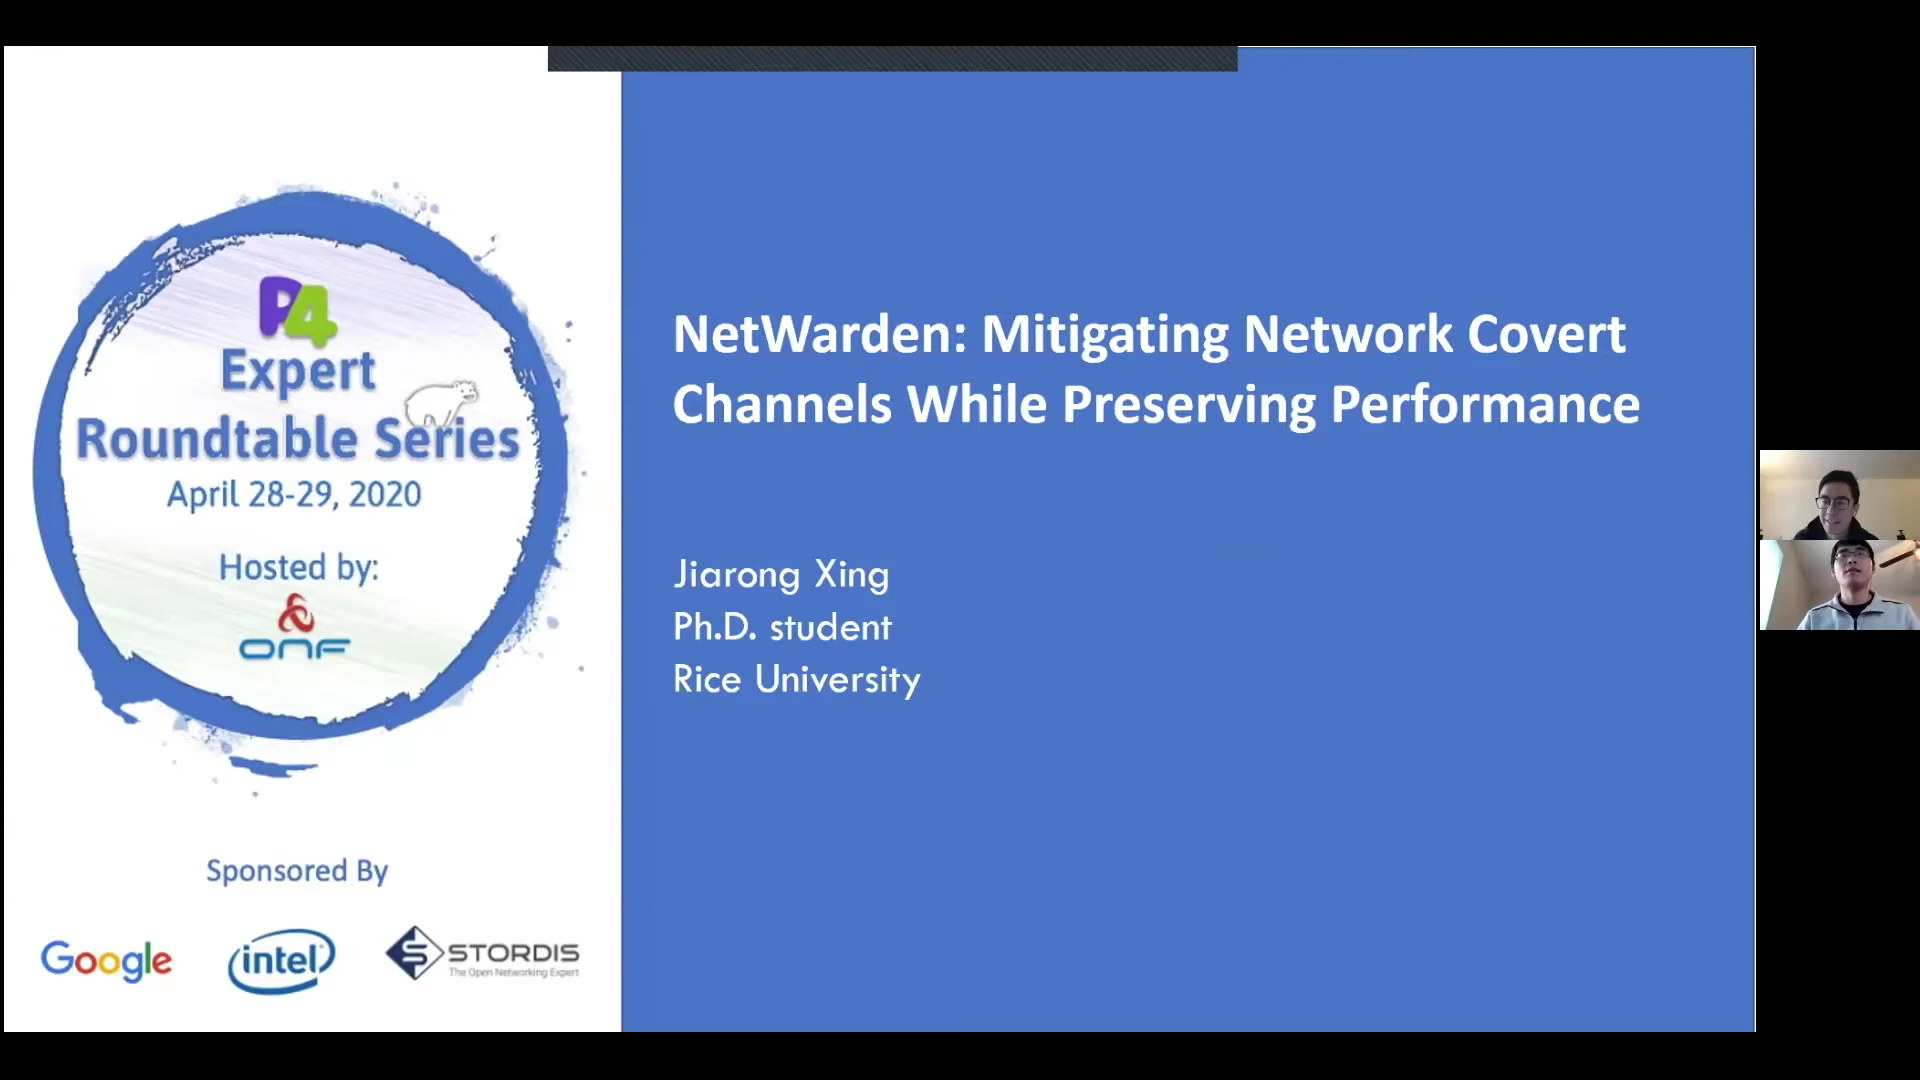 P4
Expert
Roundtable Series
April 28-29, 2020
Hosted by:
ONF
Sponsored By
Google
intel
STORDIS
The Open Networking Expert
NetWarden: Mitigating Network Covert
Channels While Preserving Performance
Jiarong Xing
Ph.D. student
Rice University